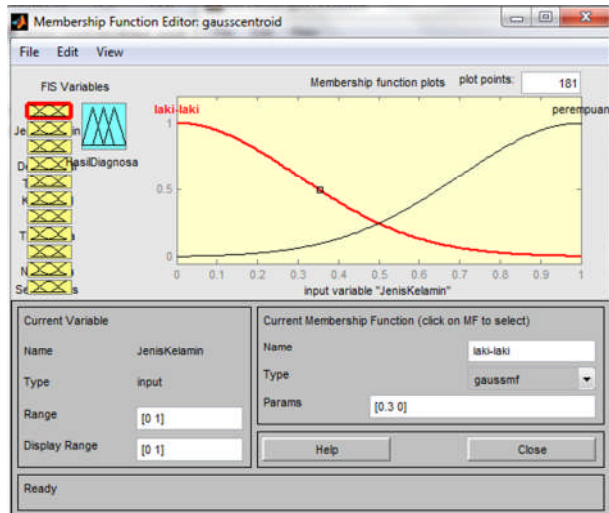 Membership Function Editor: gausscentroid
File Edit View
FIS Variables
Membership function plots
plot points:
181
HasilDiagnosa
laki-laki
perempuan
1
0.5
0
0 0.1 0.2 0.3 0.4 0.5 0.6 0.7 0.8 0.9 1
input variable "JenisKelamin"
Current Variable
Name JenisKelamin
Type input
Range [0 1]
Display Range [0 1]
Current Membership Function (click on MF to select)
Name laki-laki
Type gaussmf
Params [0.3 0]
Help Close
Ready